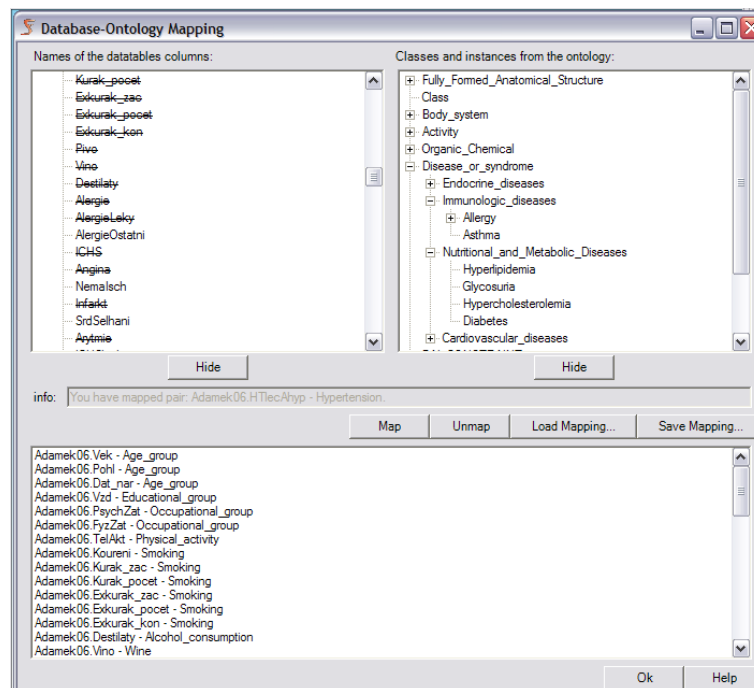 Database-Ontology Mapping
Names of the datatables columns:
Kurak_pocet
Exkurak_zac
Exkurak_pocet
Exkurak_kon
Pivo
Vino
Destilaty
Alergie
AlergieLeky
AlergieOstatni
ICHS
Angina
NemaIsch
Infarkt
SrdSelhani
Arytmie
Hide
Classes and instances from the ontology:
Fully_Formed_Anatomical_Structure
Class
Body_system
Activity
Organic_Chemical
Disease_or_syndrome
Endocrine_diseases
Immunologic_diseases
Allergy
Asthma
Nutritional_and_Metabolic_Diseases
Hyperlipidemia
Glycosuria
Hypercholesterolemia
Diabetes
Cardiovascular_diseases
Hide
info: You have mapped pair: Adamek06.HTlecAhyp - Hypertension.
Map Unmap Load Mapping... Save Mapping...
Adamek06.Vek - Age_group
Adamek06.Pohl - Age_group
Adamek06.Dat_nar - Age_group
Adamek06.Vzd - Educational_group
Adamek06.PsychZat - Occupational_group
Adamek06.FyzZat - Occupational_group
Adamek06.TelAkt - Physical_activity
Adamek06.Koureni - Smoking
Adamek06.Kurak_zac - Smoking
Adamek06.Kurak_pocet - Smoking
Adamek06.Exkurak_zac - Smoking
Adamek06.Exkurak_pocet - Smoking
Adamek06.Exkurak_kon - Smoking
Adamek06.Destilaty - Alcohol_consumption
Adamek06.Vino - Wine
Ok Help